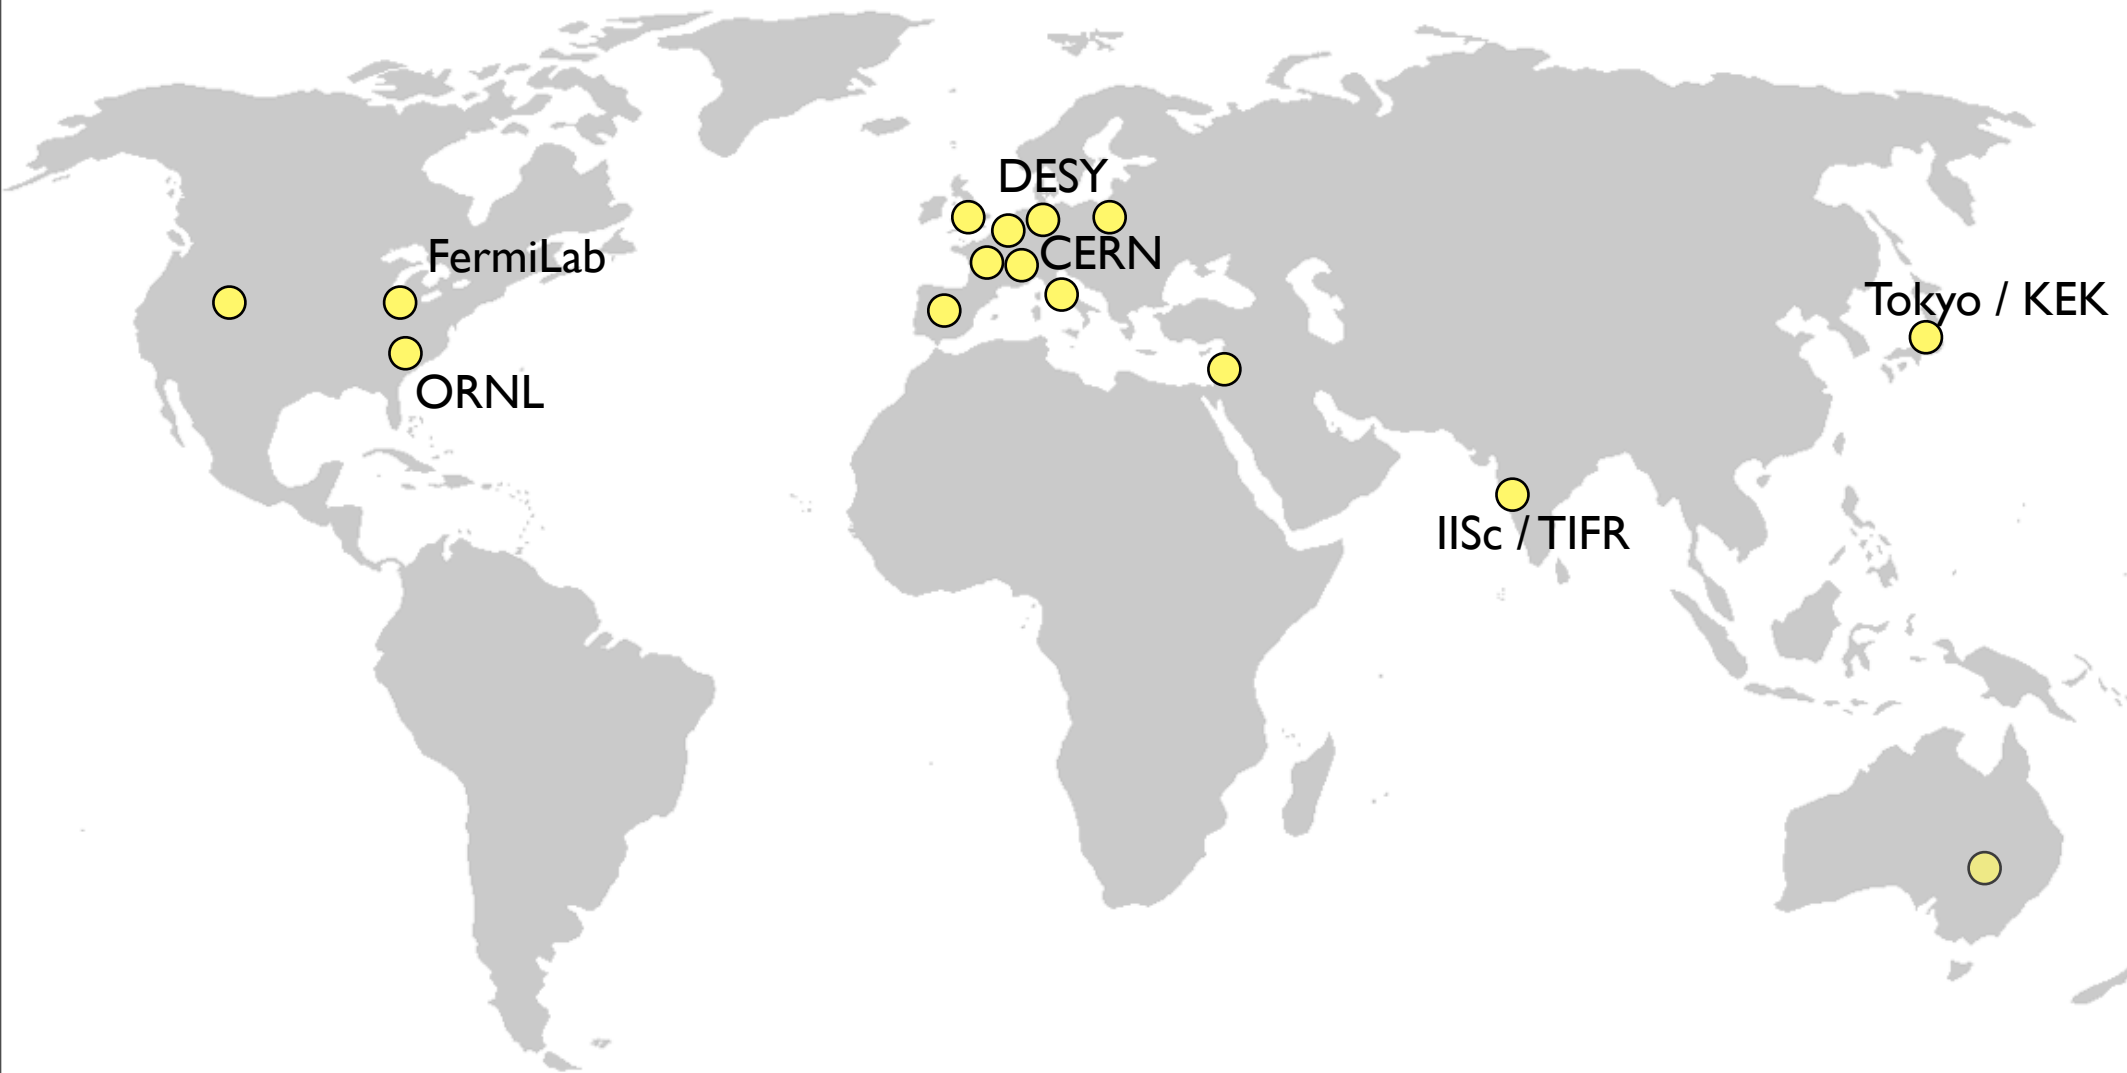 DESY
FermiLab
CERN
Tokyo / KEK
ORNL
IISc / TIFR